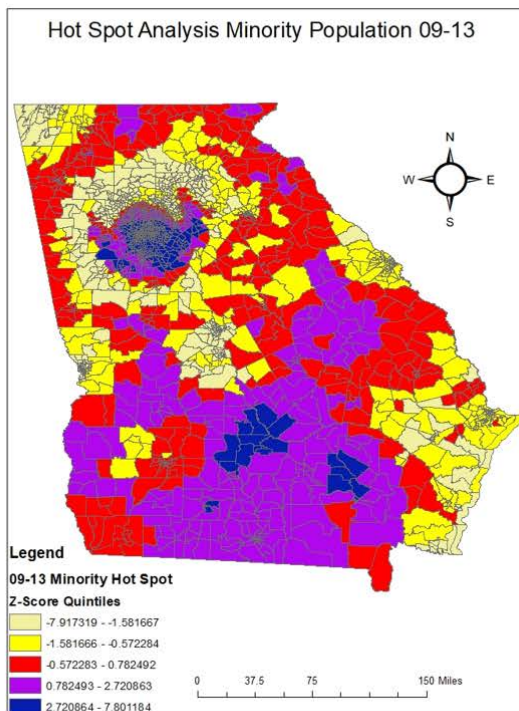 Hot Spot Analysis Minority Population 09-13
N
W
E
S
Legend
09-13 Minority Hot Spot
Z-Score Quintiles
-7.917319 - -1.581667
-1.581666 - -0.572284
-0.572283 - 0.782492
0.782493 - 2.720863
2.720864 - 7.801184
0 37.5 75 150 Miles